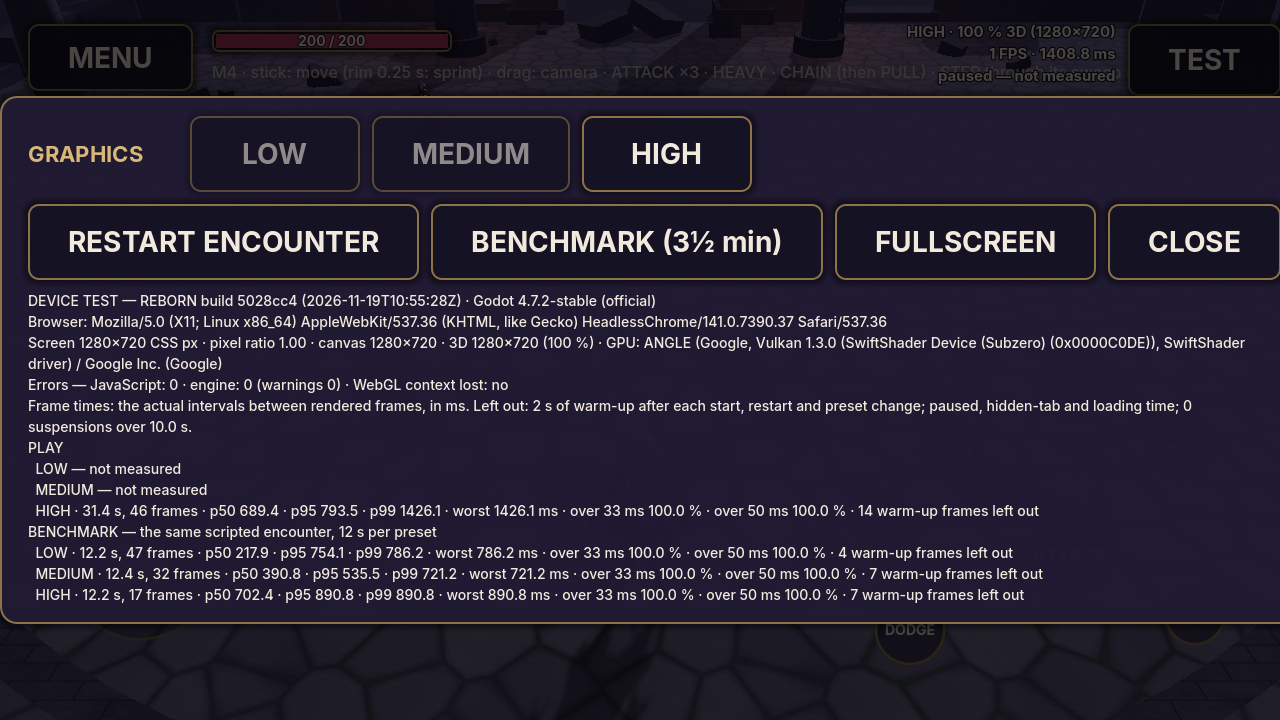 MENU
200 / 200
HIGH · 100 % 3D (1280×720)
1 FPS · 1408.8 ms
paused — not measured
TEST
M4 · stick: move (rim 0.25 s: sprint) · drag: camera · ATTACK ×3 · HEAVY · CHAIN (then PULL) ·
GRAPHICS
LOW
MEDIUM
HIGH
RESTART ENCOUNTER
BENCHMARK (3½ min)
FULLSCREEN
CLOSE
DEVICE TEST — REBORN build 5028cc4 (2026-11-19T10:55:28Z) · Godot 4.7.2-stable (official)
Browser: Mozilla/5.0 (X11; Linux x86_64) AppleWebKit/537.36 (KHTML, like Gecko) HeadlessChrome/141.0.7390.37 Safari/537.36
Screen 1280×720 CSS px · pixel ratio 1.00 · canvas 1280×720 · 3D 1280×720 (100 %) · GPU: ANGLE (Google, Vulkan 1.3.0 (SwiftShader Device (Subzero) (0x0000C0DE)), SwiftShader
driver) / Google Inc. (Google)
Errors — JavaScript: 0 · engine: 0 (warnings 0) · WebGL context lost: no
Frame times: the actual intervals between rendered frames, in ms. Left out: 2 s of warm-up after each start, restart and preset change; paused, hidden-tab and loading time; 0
suspensions over 10.0 s.
PLAY
LOW — not measured
MEDIUM — not measured
HIGH · 31.4 s, 46 frames · p50 689.4 · p95 793.5 · p99 1426.1 · worst 1426.1 ms · over 33 ms 100.0 % · over 50 ms 100.0 % · 14 warm-up frames left out
BENCHMARK — the same scripted encounter, 12 s per preset
LOW · 12.2 s, 47 frames · p50 217.9 · p95 754.1 · p99 786.2 · worst 786.2 ms · over 33 ms 100.0 % · over 50 ms 100.0 % · 4 warm-up frames left out
MEDIUM · 12.4 s, 32 frames · p50 390.8 · p95 535.5 · p99 721.2 · worst 721.2 ms · over 33 ms 100.0 % · over 50 ms 100.0 % · 7 warm-up frames left out
HIGH · 12.2 s, 17 frames · p50 702.4 · p95 890.8 · p99 890.8 · worst 890.8 ms · over 33 ms 100.0 % · over 50 ms 100.0 % · 7 warm-up frames left out
DODGE